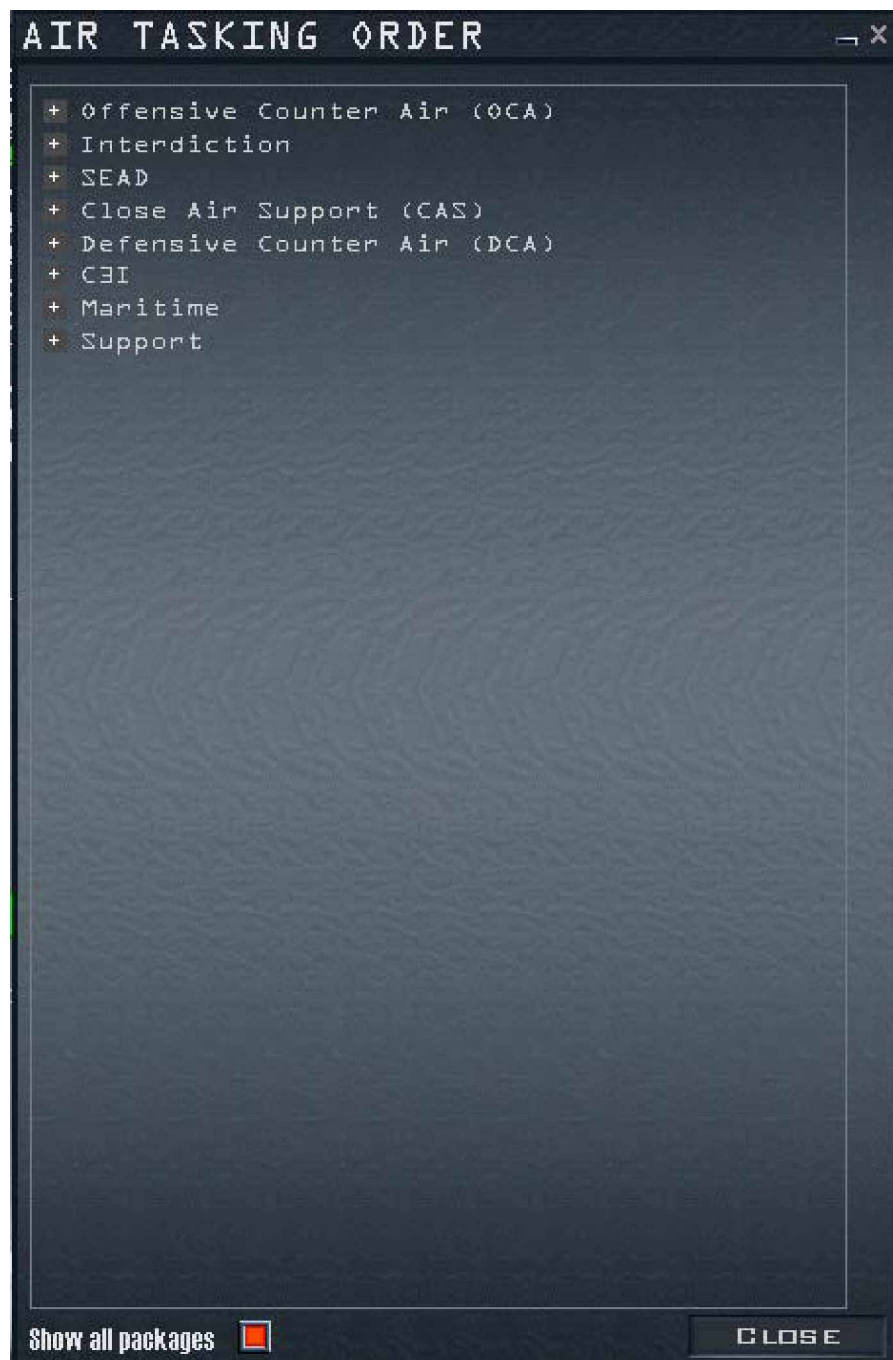 AIR TASKING ORDER
Offensive Counter Air (OCA)
Interdiction
SEAD
Close Air Support (CAS)
Defensive Counter Air (DCA)
C3I
Maritime
Support
Show all packages
CLOSE